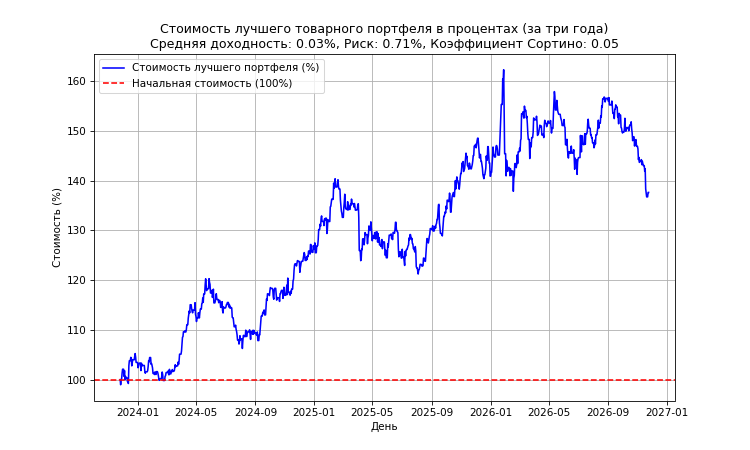 Стоимость лучшего товарного портфеля в процентах (за три года)
Средняя доходность: 0.03%, Риск: 0.71%, Коэффициент Сортино: 0.05
Стоимость лучшего портфеля (%)
Начальная стоимость (100%)
Стоимость (%)
160
150
140
130
120
110
100
2024-01 2024-05 2024-09 2025-01 2025-05 2025-09 2026-01 2026-05 2026-09 2027-01
День